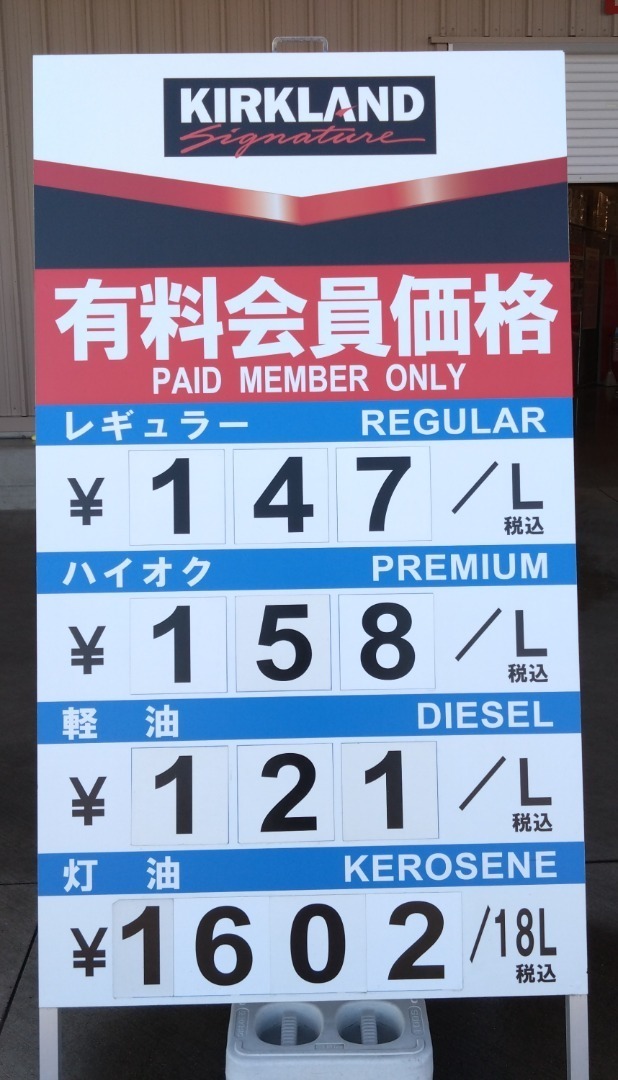 KIRKLAND
Signature
有料会員価格
PAID MEMBER ONLY
レギュラー REGULAR
¥147/L
税込
ハイオク PREMIUM
¥158/L
税込
軽油 DIESEL
¥121/L
税込
灯油 KEROSENE
¥1602/18L
税込